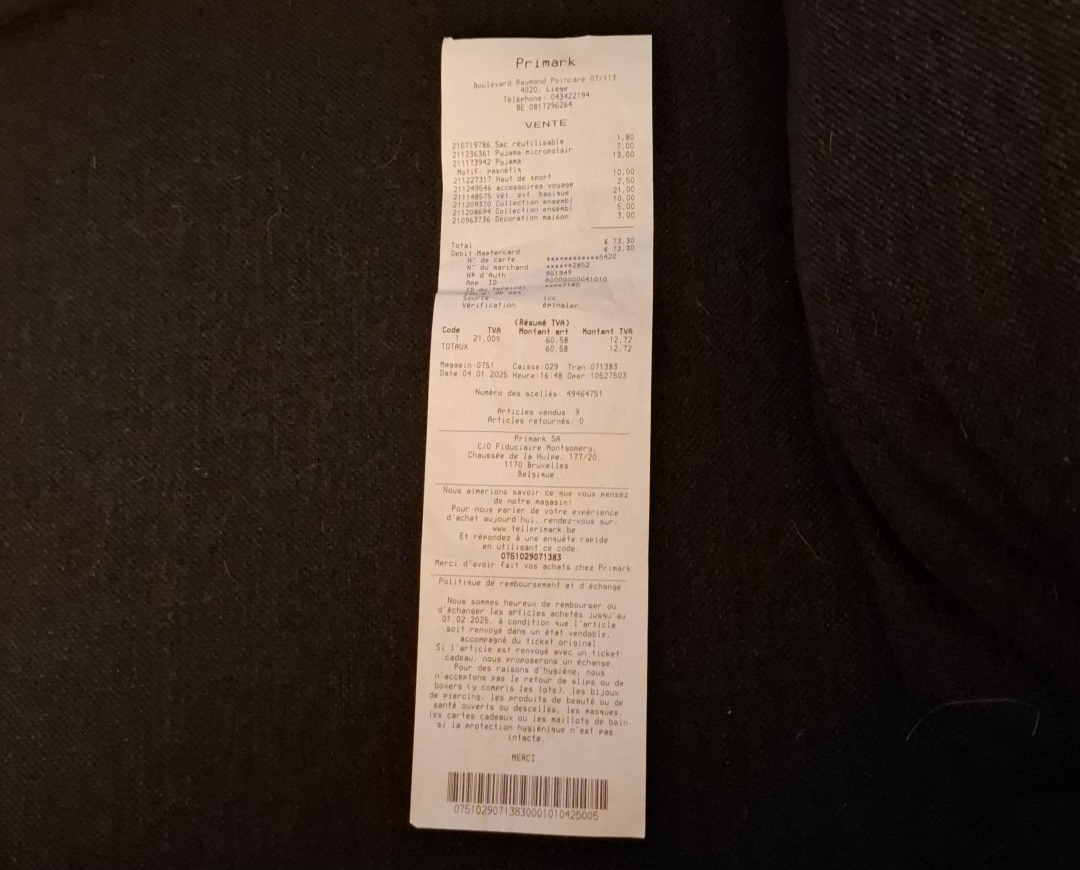 Primark
Boulevard Raymond Poincaré 07/113
4020, Liege
Téléphone: 043422194
BE 0817296264
VENTE
210719786 Sac réutilisable 1,80
211236361 Pyjama micropolair 7,00
211173942 Pyjama 13,00
Motif:
211227317 Haut de sport 10,00
211249546 accessoires voyage 2,50
211148575 Vêt. ext. basique 21,00
211209370 Collection ensembl 10,00
211208694 Collection ensembl 5,00
210963736 Décoration maison 3,00
Total € 73,30
Debit Mastercard € 73,30
N° de carte ************5420
N° du marchand ******2852
N° d'Auth 961949
App. ID A0000000041010
ID du terminal ****7185
Source icc
Vérification épingler
(Résumé TVA)
Code TVA Montant art Montant TVA
1 21.00% 60,58 12,72
TOTAUX 60,58 12,72
Magasin:0751 Caisse:029 Tran:071383
Date:04.01.2025 Heure:16:48 Oper:10627503
Numéro des scellés: 49464751
Articles vendus: 9
Articles retournés: 0
Primark SA
C/O Fiduciaire Montgomery,
Chaussée de la Hulpe, 177/20,
1170 Bruxelles
Belgique
Nous aimerions savoir ce que vous pensez
de notre magasin!
Pour nous parler de votre expérience
d'achat aujourd'hui, rendez-vous sur:
www.tellprimark.be
Et répondez à une enquête rapide
en utilisant ce code:
0751029071383
Merci d'avoir fait vos achats chez Primark
Politique de remboursement et d'échange
Nous sommes heureux de rembourser ou
d'échanger les articles achetés jusqu'au
01.02.2025, à condition que l'article
soit renvoyé dans un état vendable,
accompagné du ticket original.
Si l'article est renvoyé avec un ticket
cadeau, nous proposerons un échange.
Pour des raisons d'hygiène, nous
n'acceptons pas le retour de slips ou de
boxers (y compris les lots), les bijoux
de piercing, les produits de beauté ou de
santé ouverts ou descellés, les masques,
les cartes cadeaux ou les maillots de bain
si la protection hygiénique n'est pas
intacte.
MERCI
07510290713830001010425005